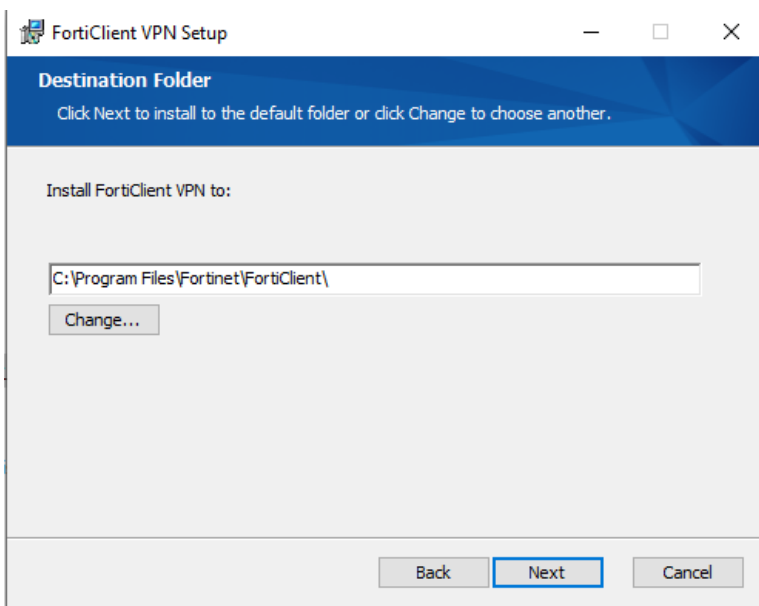 FortiClient VPN Setup
Destination Folder
Click Next to install to the default folder or click Change to choose another.
Install FortiClient VPN to:
C:\Program Files\Fortinet\FortiClient\
Change...
Back Next Cancel